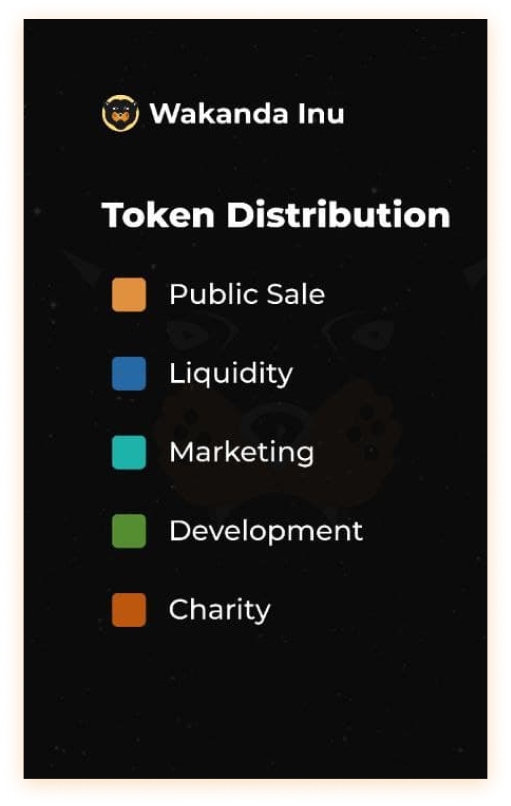 Wakanda Inu
Token Distribution
Public Sale
Liquidity
Marketing
Development
Charity